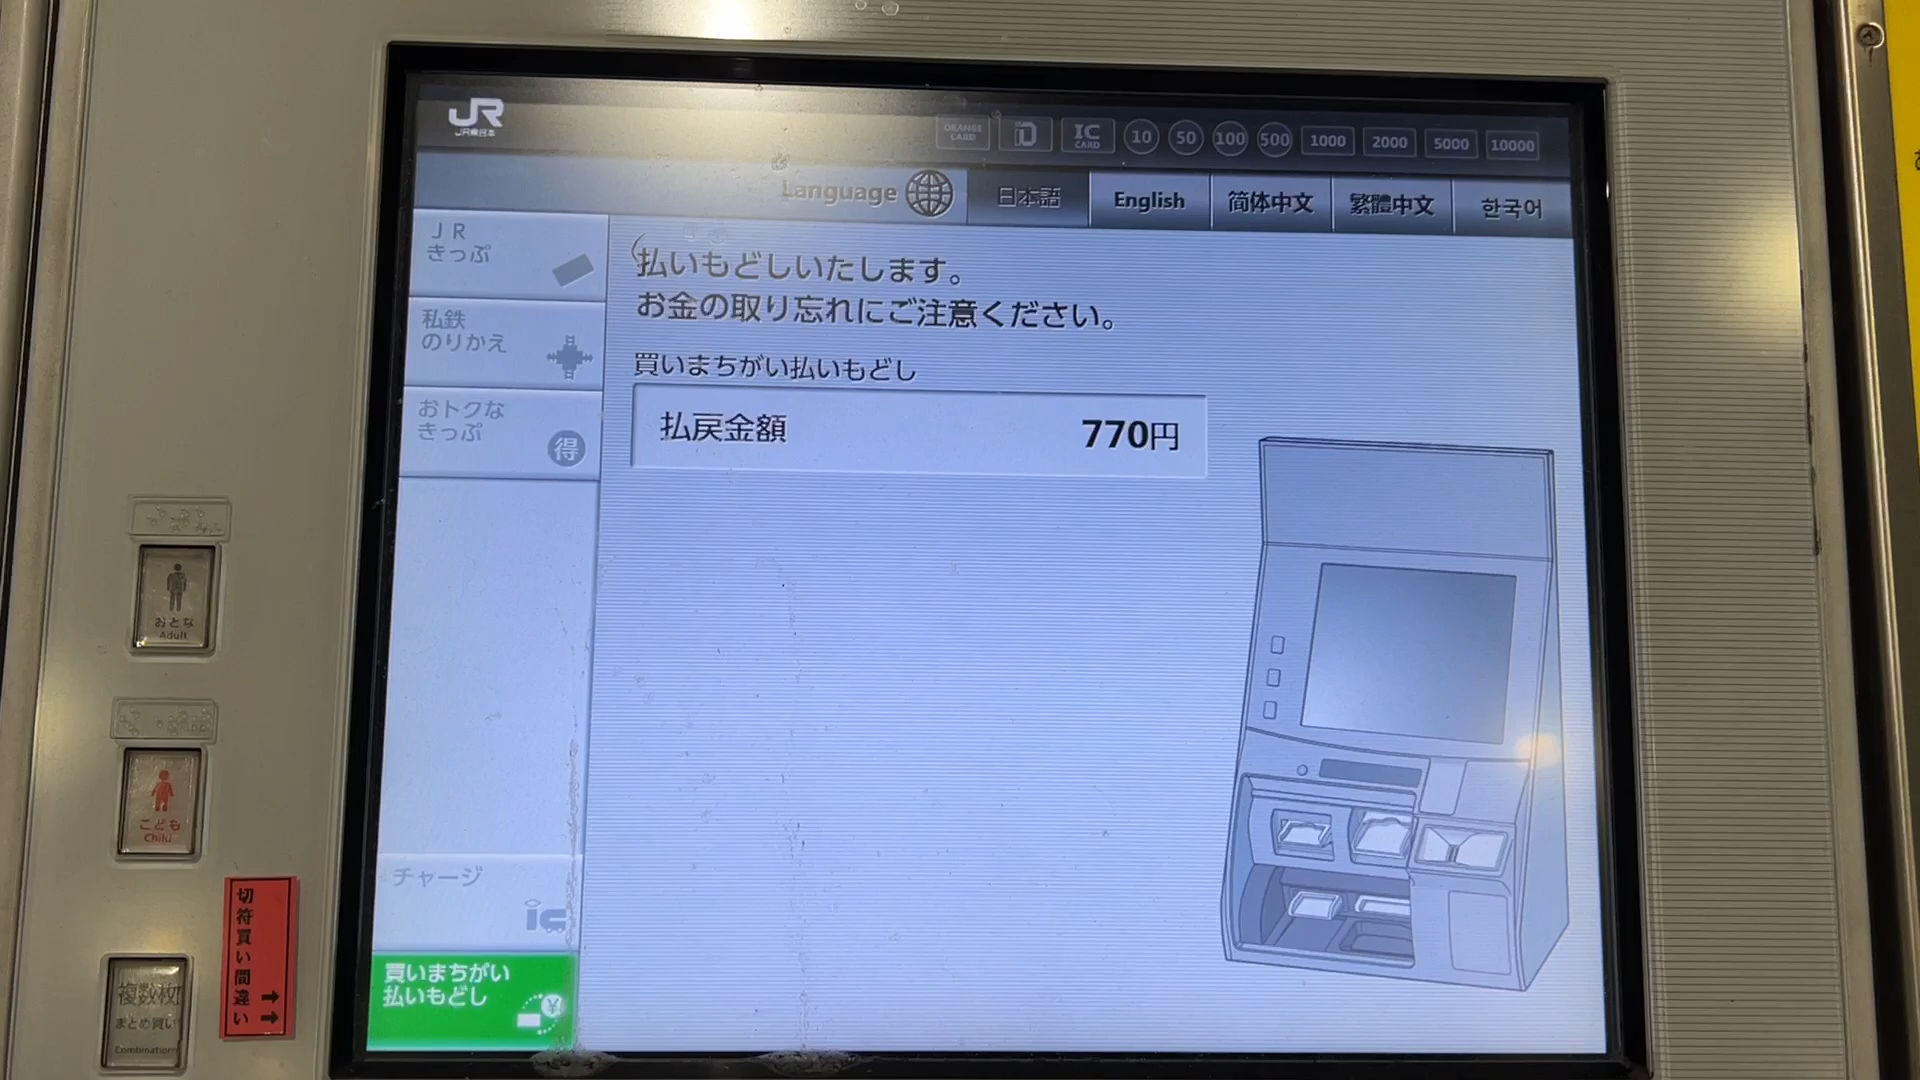 JR
JR東日本
ORANGE CARD
iD
IC CARD
10
50
100
500
1000
2000
5000
10000
Language
日本語
English
简体中文
繁體中文
한국어
JR
きっぷ
私鉄
のりかえ
おトクな
きっぷ
得
チャージ
買いまちがい
払いもどし
¥
払いもどしいたします。
お金の取り忘れにご注意ください。
買いまちがい払いもどし
払戻金額 770円
おとな
Adult
こども
Child
切符買い間違い→→
複数枚
まとめ買い
Combination